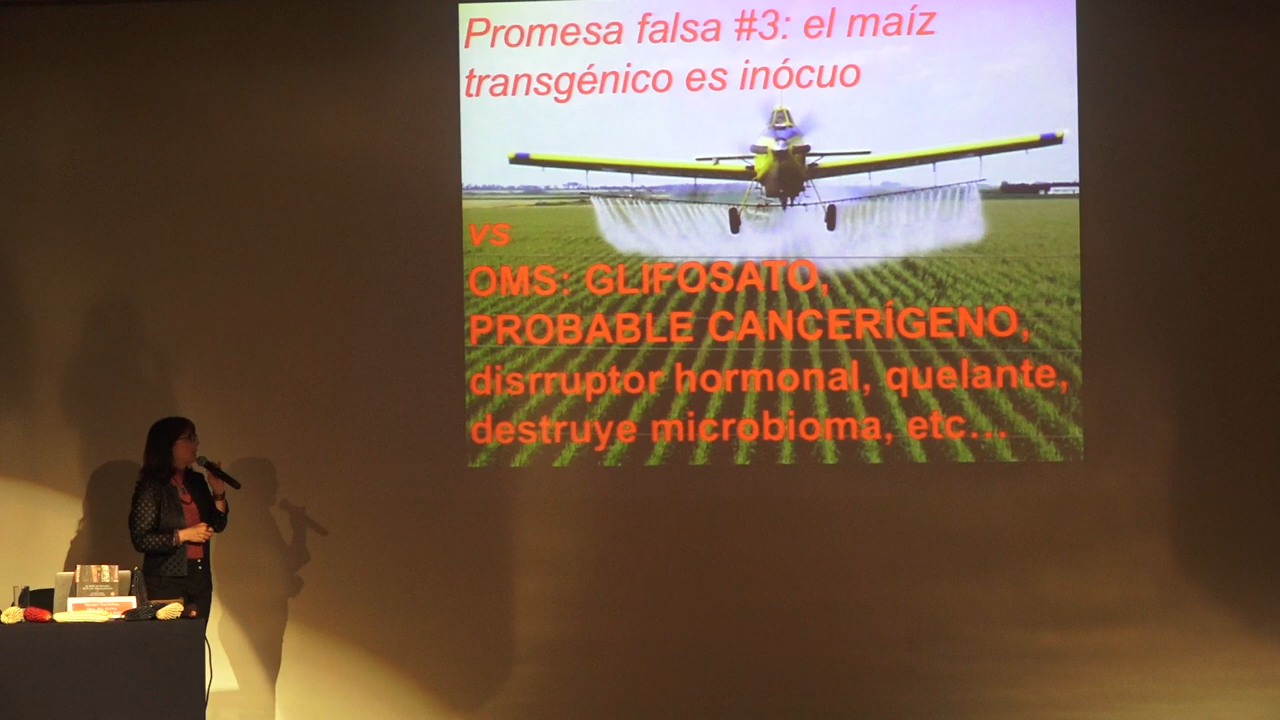 Promesa falsa #3: el maíz
transgénico es inócuo
vs
OMS: GLIFOSATO,
PROBABLE CANCERÍGENO,
disrruptor hormonal, quelante,
destruye microbioma, etc...